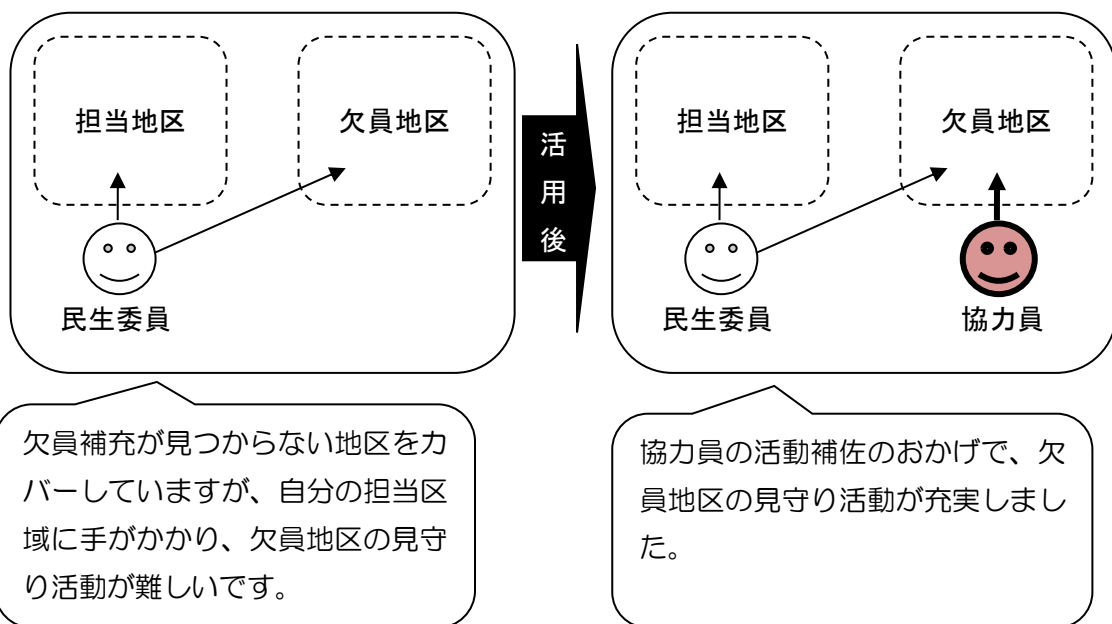 担当地区
欠員地区
民生委員
欠員補充が見つからない地区をカ
バーしていますが、自分の担当区
域に手がかかり、欠員地区の見守
り活動が難しいです。
活用後
担当地区
欠員地区
民生委員
協力員
協力員の活動補佐のおかげで、欠
員地区の見守り活動が充実しまし
た。